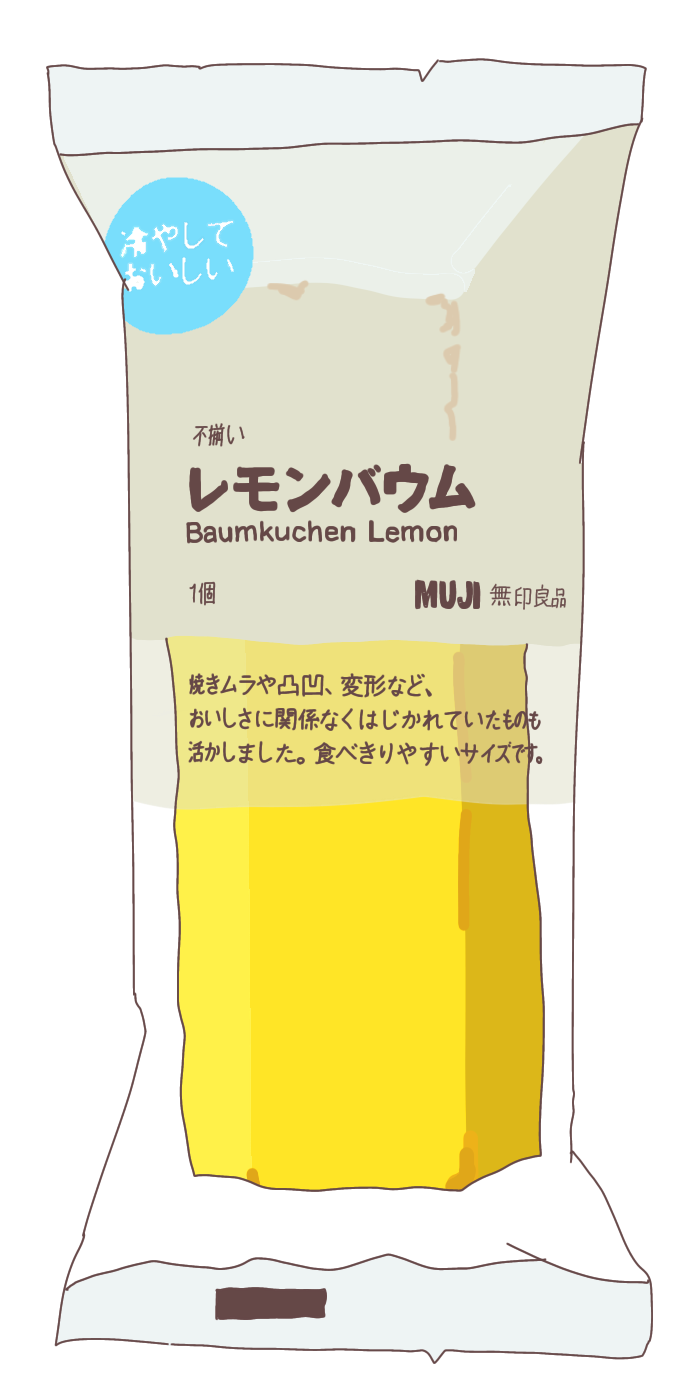 冷やして
おいしい
不揃い
レモンバウム
Baumkuchen Lemon
1個
MUJI 無印良品
焼きムラや凸凹、変形など、
おいしさに関係なくはじかれていたものも
活かしました。食べきりやすいサイズです。